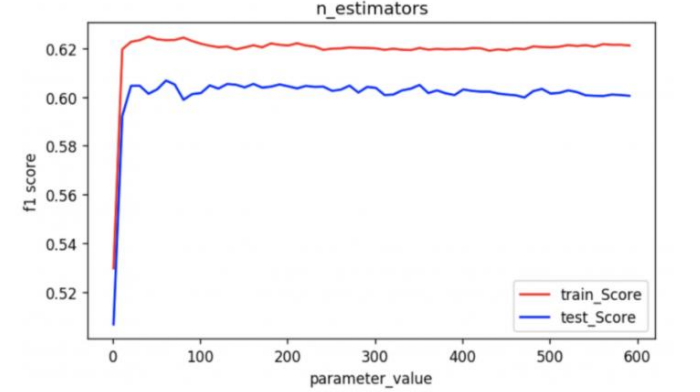 n_estimators
0.62
0.60
0.58
0.56
0.54
0.52
f1 score
train_Score
test_Score
0 100 200 300 400 500 600
parameter_value